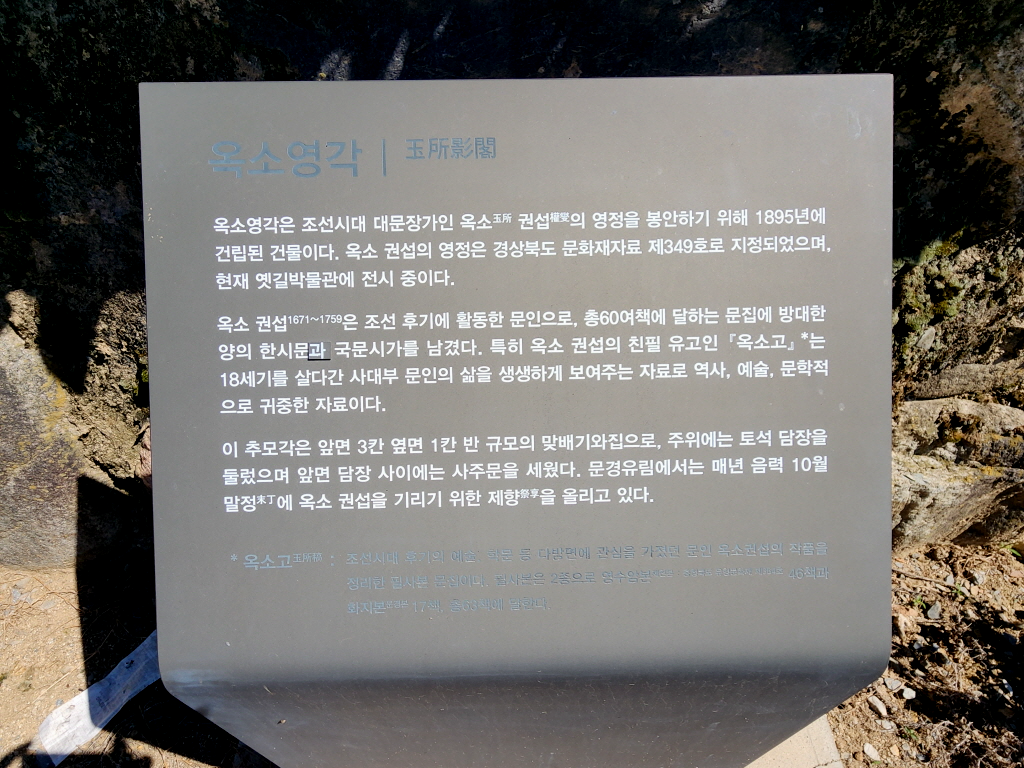 옥소영각 | 玉所影閣
옥소영각은 조선시대 대문장가인 옥소玉所 권섭權燮의 영정을 봉안하기 위해 1895년에
건립된 건물이다. 옥소 권섭의 영정은 경상북도 문화재자료 제349호로 지정되었으며,
현재 옛길박물관에 전시 중이다.
옥소 권섭1671~1759은 조선 후기에 활동한 문인으로, 총60여책에 달하는 문집에 방대한
양의 한시문과 국문시가를 남겼다. 특히 옥소 권섭의 친필 유고인 『옥소고』*는
18세기를 살다간 사대부 문인의 삶을 생생하게 보여주는 자료로 역사, 예술, 문학적
으로 귀중한 자료이다.
이 추모각은 앞면 3칸 옆면 1칸 반 규모의 맞배기와집으로, 주위에는 토석 담장을
둘렀으며 앞면 담장 사이에는 사주문을 세웠다. 문경유림에서는 매년 음력 10월
말정末丁에 옥소 권섭을 기리기 위한 제향祭享을 올리고 있다.
* 옥소고玉所稿 : 조선시대 후기의 예술, 학문 등 다방면에 관심을 가졌던 문인 옥소권섭의 작품을
정리한 필사본 문집이다. 필사본은 2종으로 46책과
화지본 17책, 총63책에 달한다.